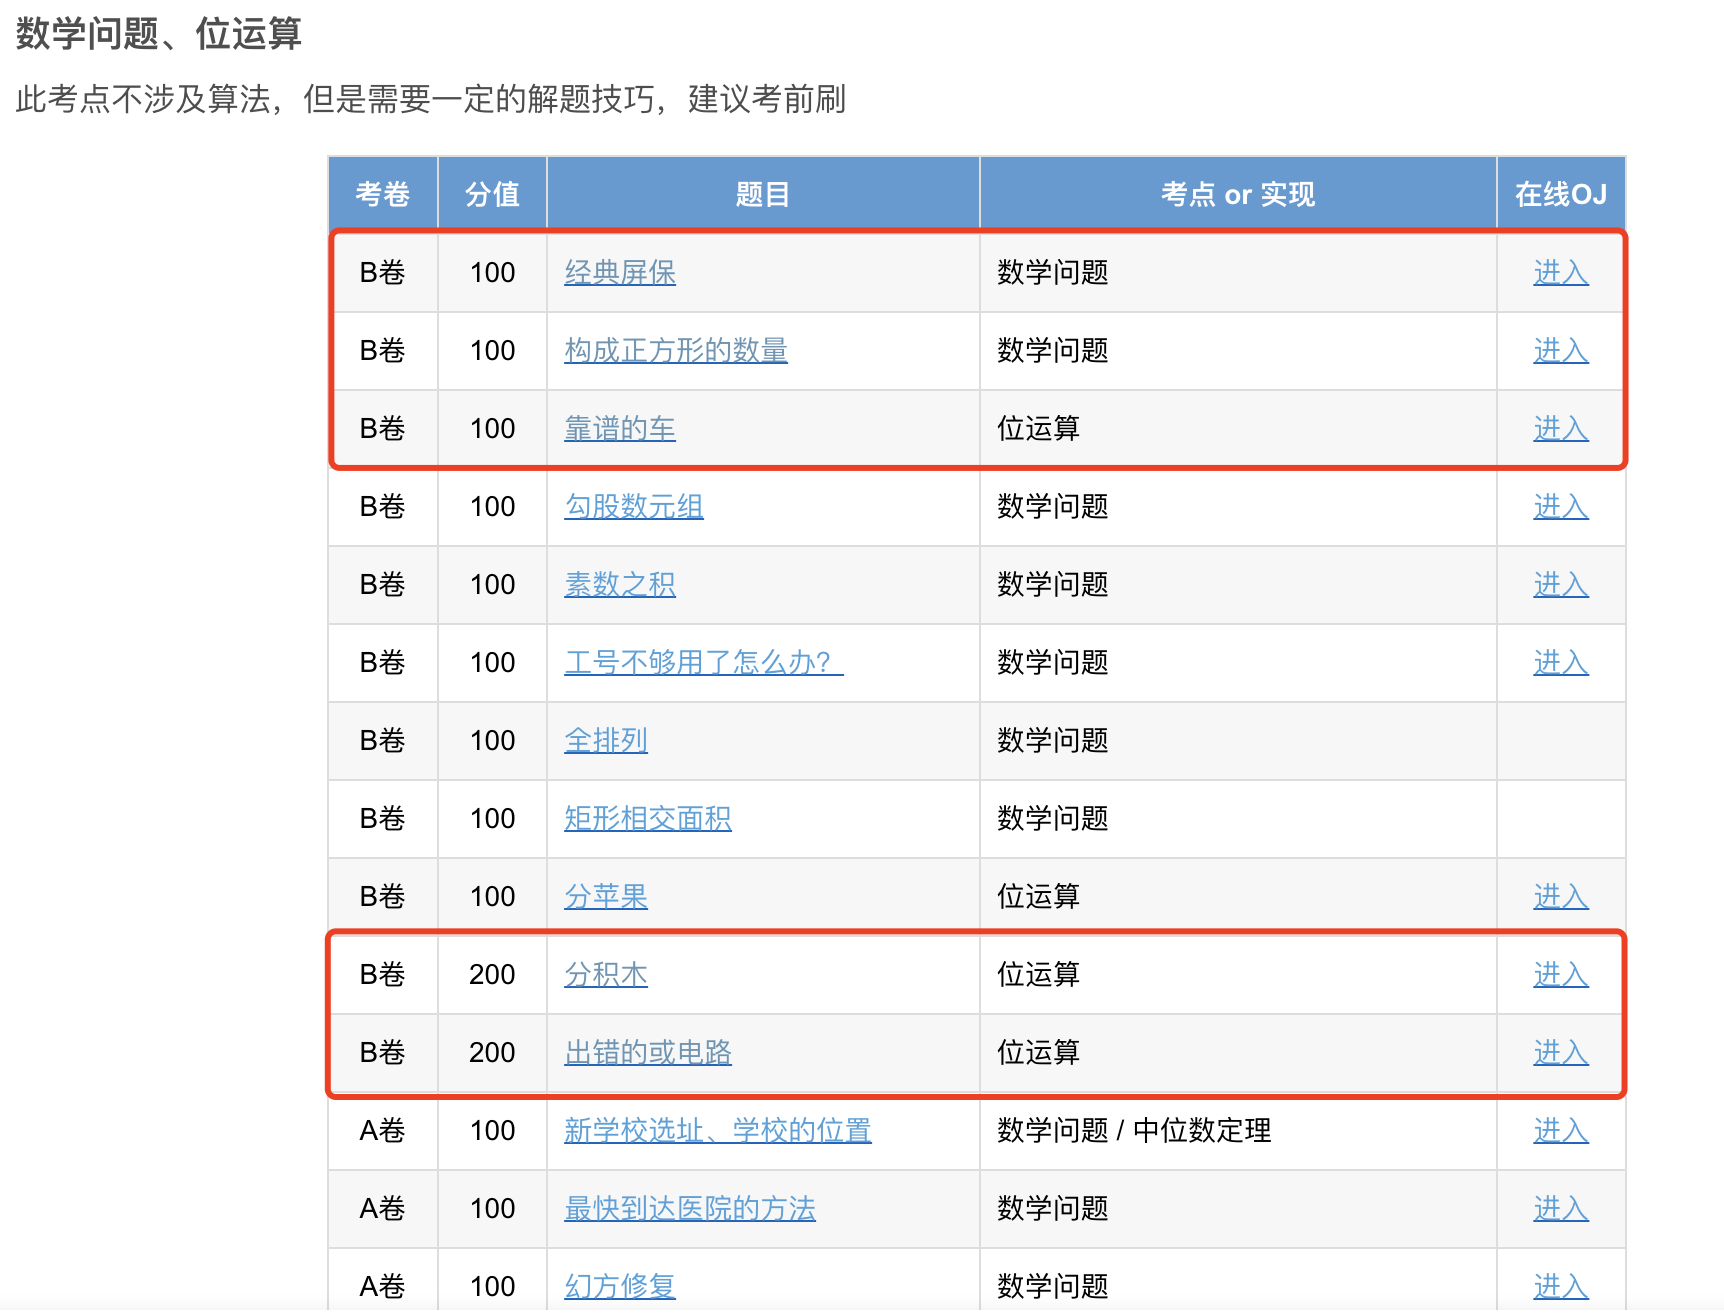 数学问题、位运算
此考点不涉及算法，但是需要一定的解题技巧，建议考前刷
考卷 分值 题目 考点 or 实现 在线OJ
B卷 100 经典屏保 数学问题 进入
B卷 100 构成正方形的数量 数学问题 进入
B卷 100 靠谱的车 位运算 进入
B卷 100 勾股数元组 数学问题 进入
B卷 100 素数之积 数学问题 进入
B卷 100 工号不够用了怎么办？ 数学问题 进入
B卷 100 全排列 数学问题
B卷 100 矩形相交面积 数学问题
B卷 100 分苹果 位运算 进入
B卷 200 分积木 位运算 进入
B卷 200 出错的或电路 位运算 进入
A卷 100 新学校选址、学校的位置 数学问题 / 中位数定理 进入
A卷 100 最快到达医院的方法 数学问题 进入
A卷 100 幻方修复 数学问题 进入